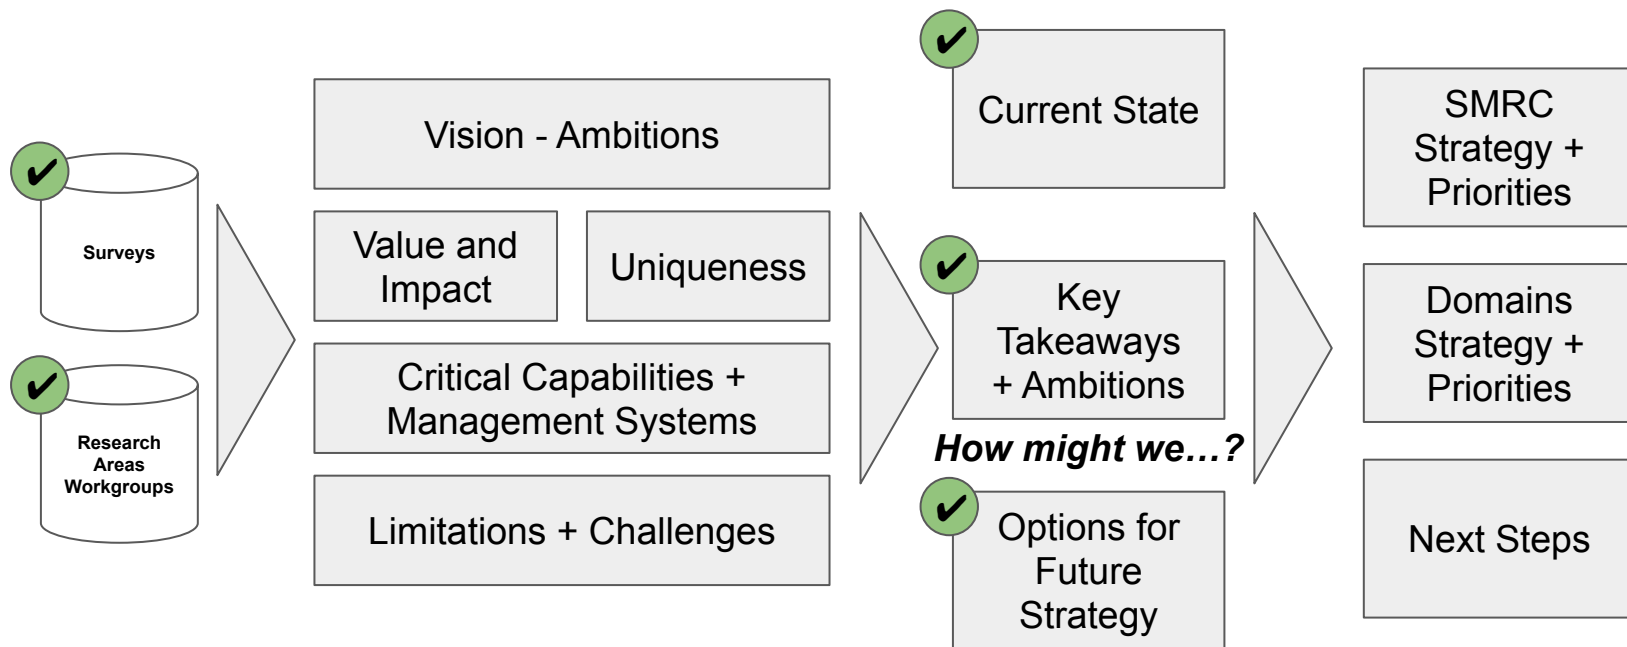 Surveys
Research
Areas
Workgroups
Vision - Ambitions
Value and
Impact
Uniqueness
Critical Capabilities +
Management Systems
Limitations + Challenges
Current State
Key
Takeaways
+ Ambitions
How might we…?
Options for
Future
Strategy
SMRC
Strategy +
Priorities
Domains
Strategy +
Priorities
Next Steps